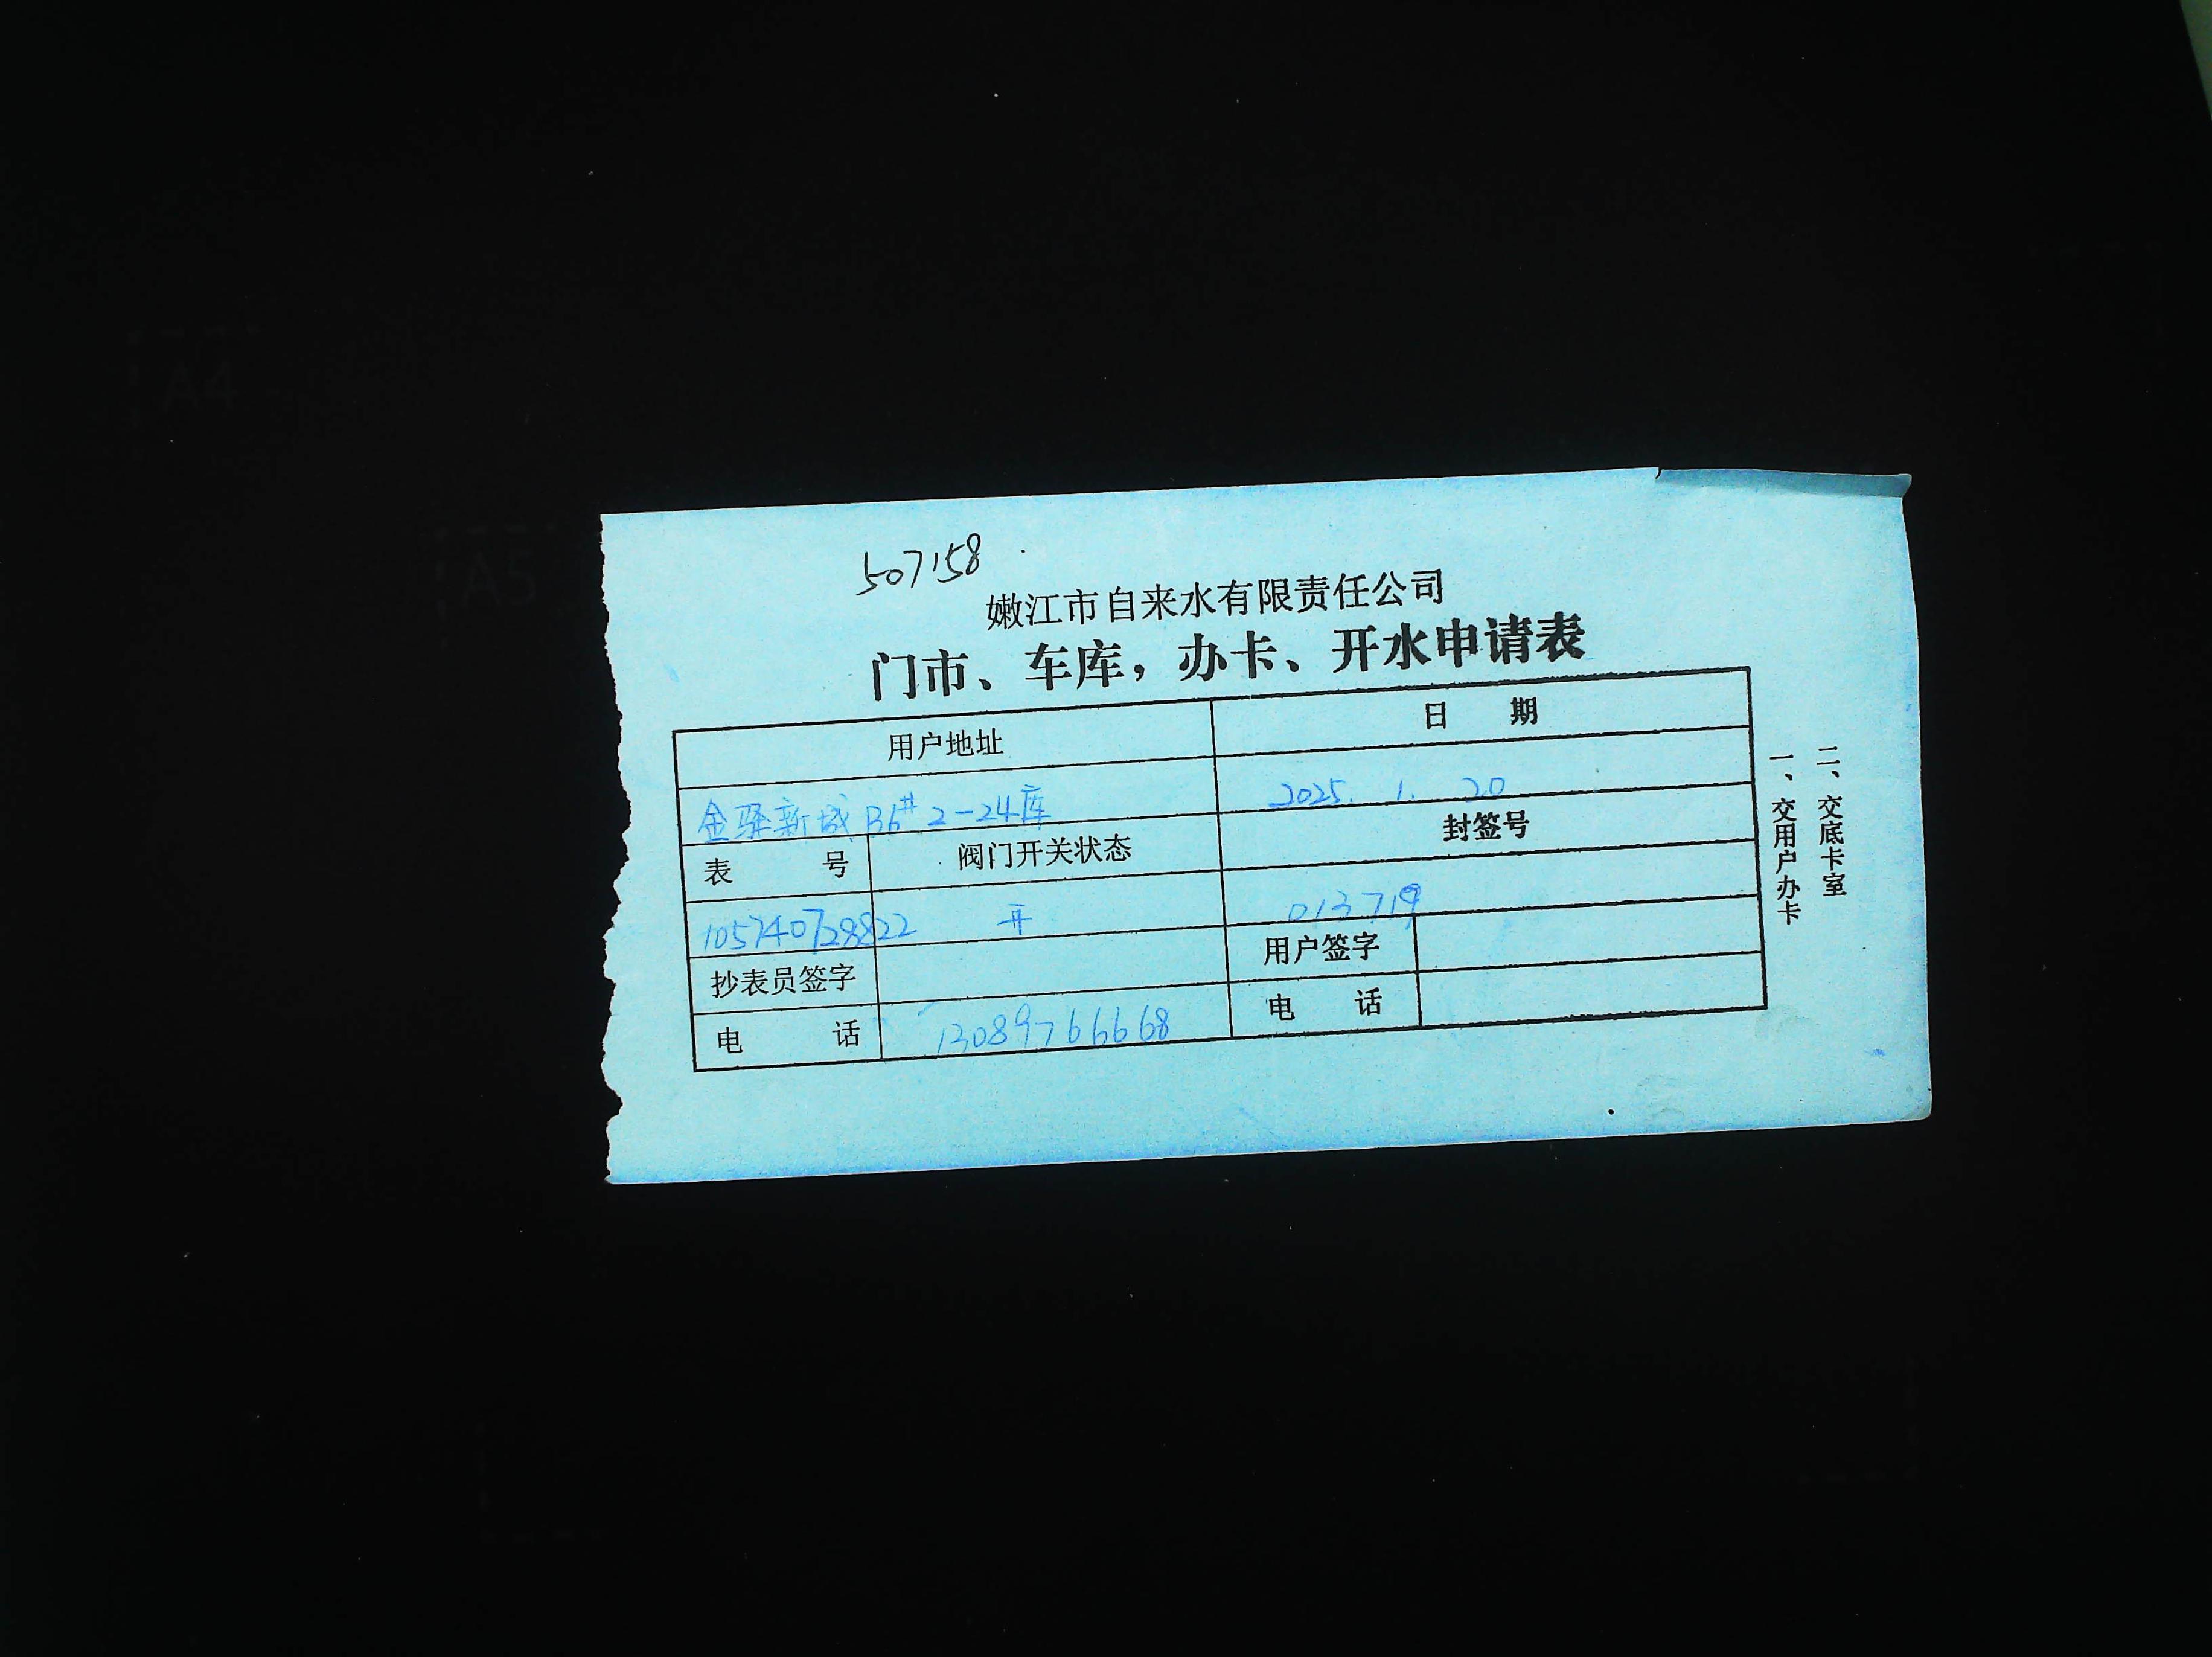 507158
嫩江市自来水有限责任公司
门市、车库，办卡、开水申请表
用户地址 日 期
金驿新城 B6# 2-24库 2025. 1. 20
表 号 阀门开关状态 封签号
105740728822 开 013719
抄表员签字 用户签字
电 话 13089766668 电 话
一、交用户办卡
二、交底卡室
A4
A5